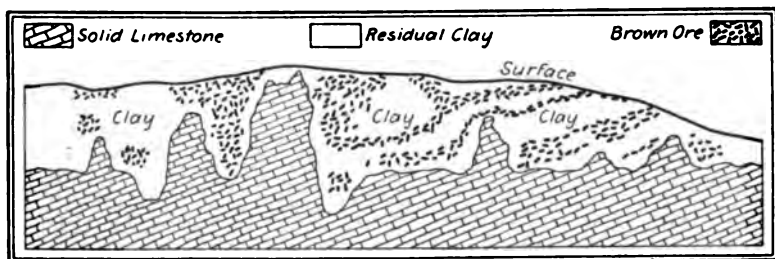 Solid Limestone
Residual Clay
Brown Ore
Surface
Clay
Clay
Clay